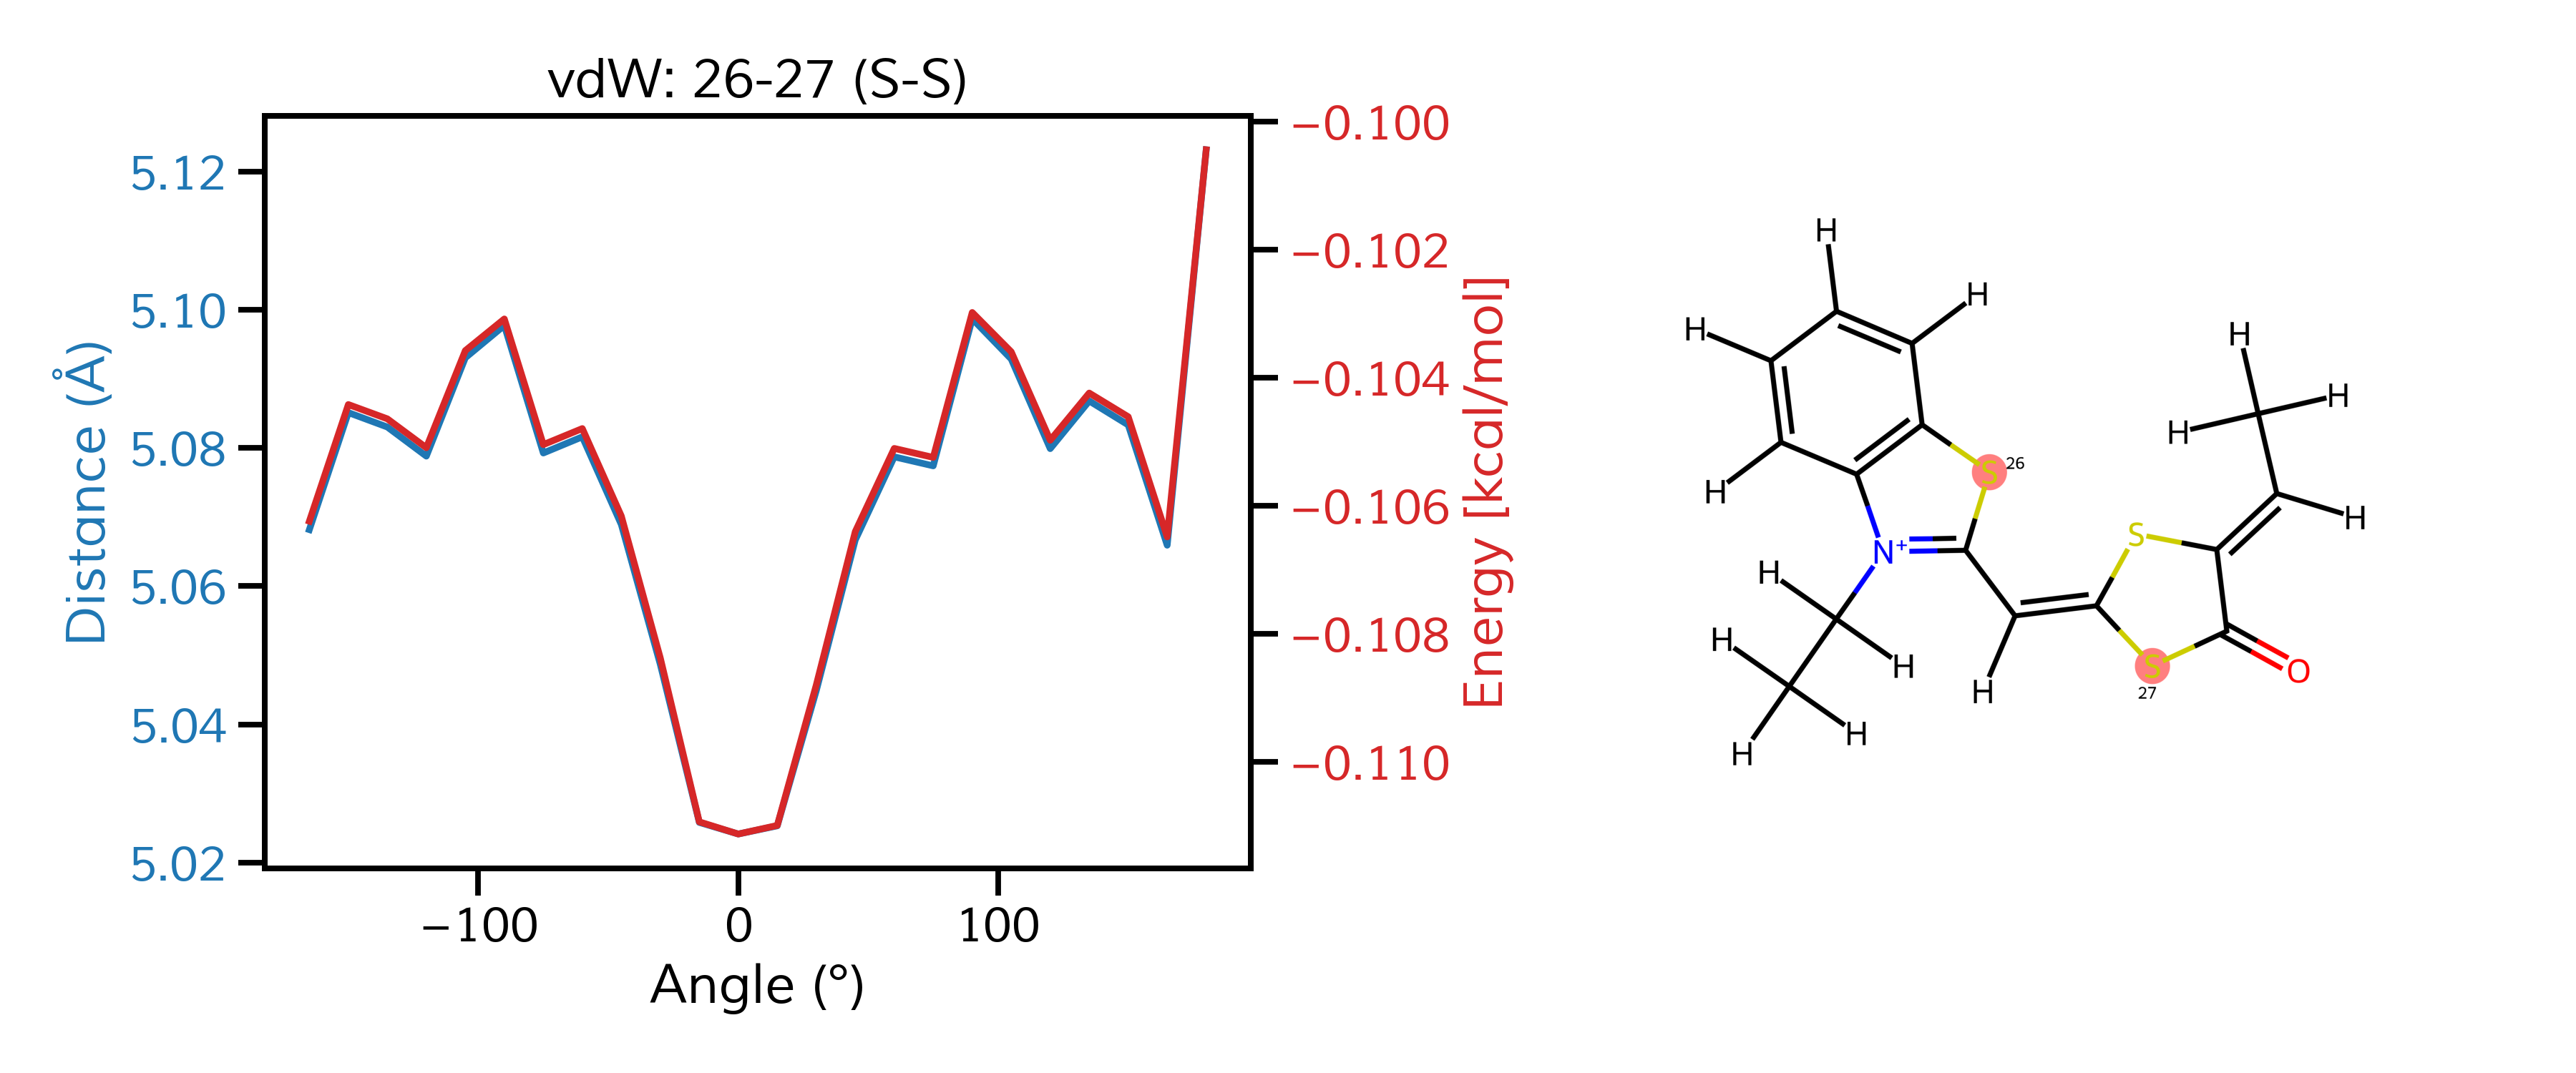 vdW: 26-27 (S-S)
5.12
5.10
5.08
5.06
5.04
5.02
Distance (Å)
−0.100
−0.102
−0.104
−0.106
−0.108
−0.110
Energy [kcal/mol]
−100 0 100
Angle (°)
H
H
H
H
S 26
N+
H
H
H
H
H
H
S
S
27
O
H
H
H
H